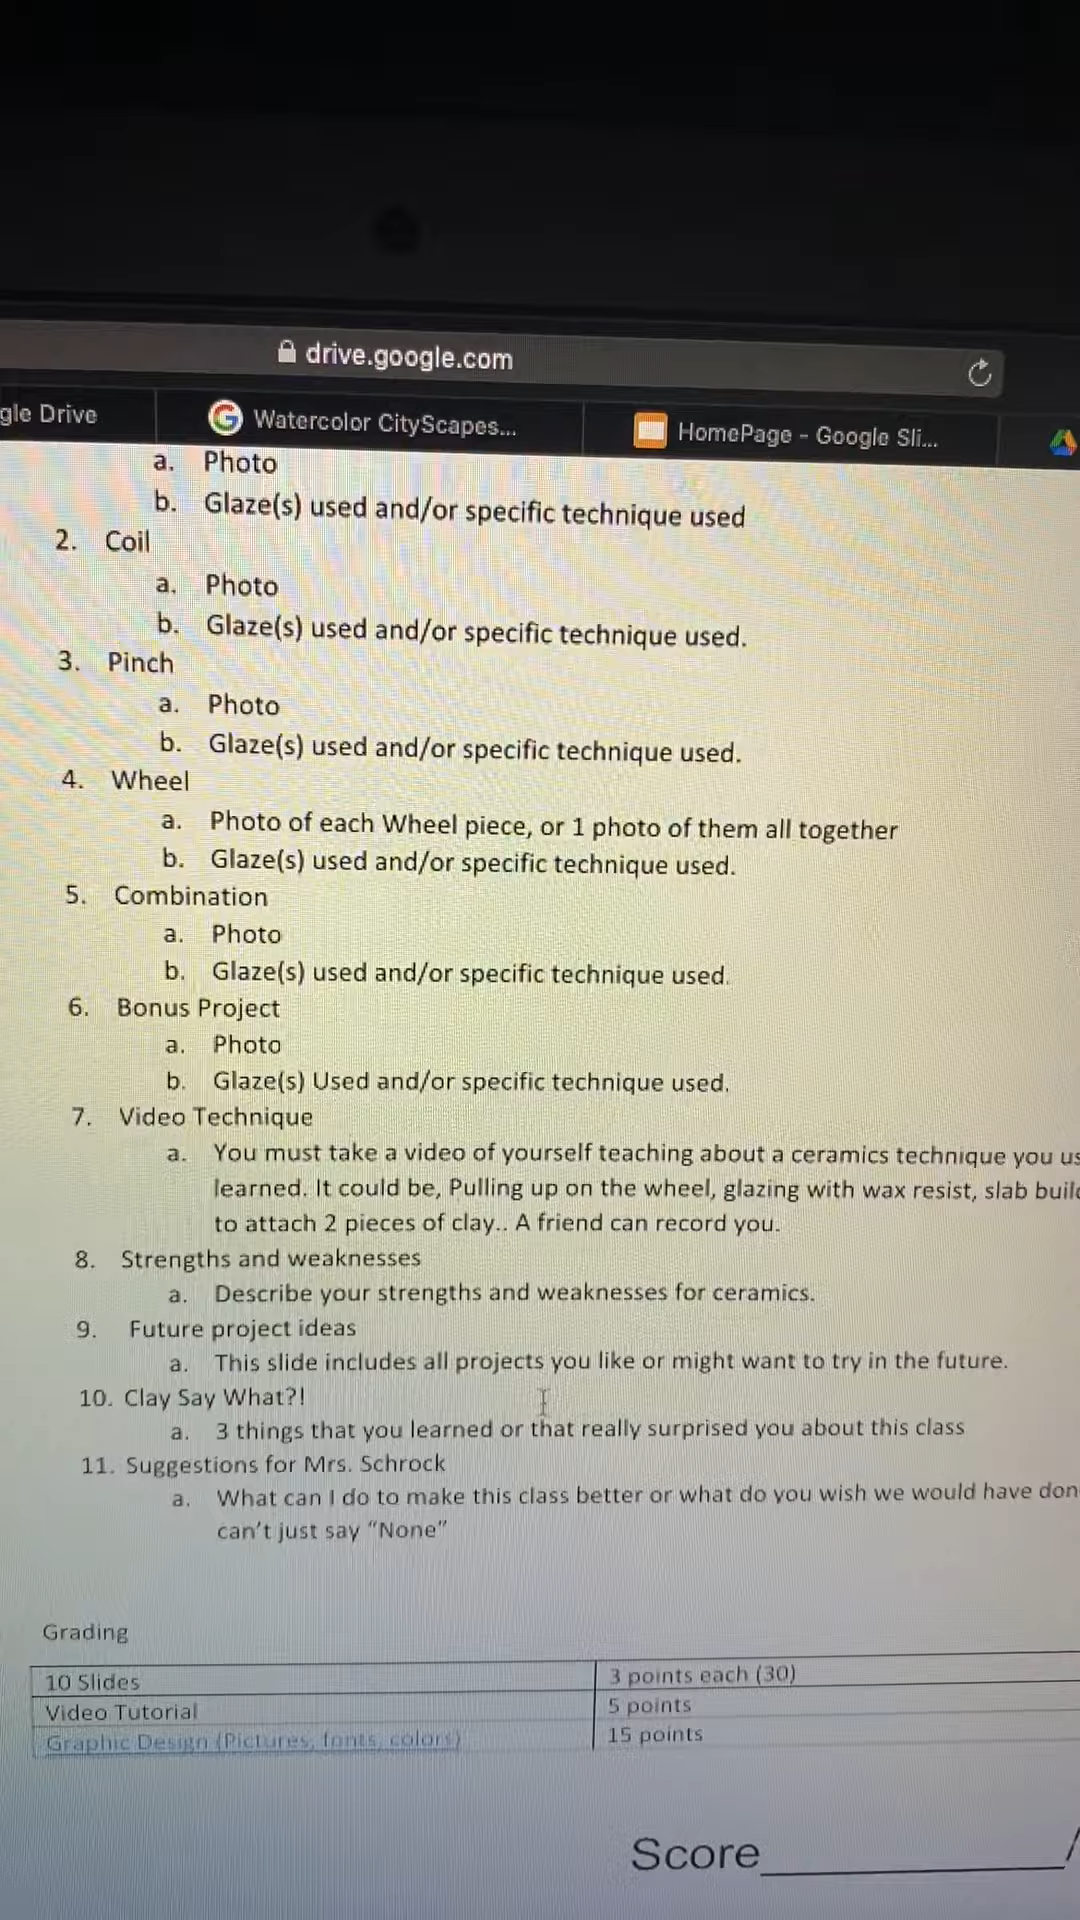 drive.google.com
gle Drive
Watercolor CityScapes...
HomePage - Google Sli...
a. Photo
b. Glaze(s) used and/or specific technique used
2. Coil
a. Photo
b. Glaze(s) used and/or specific technique used.
3. Pinch
a. Photo
b. Glaze(s) used and/or specific technique used.
4. Wheel
a. Photo of each Wheel piece, or 1 photo of them all together
b. Glaze(s) used and/or specific technique used.
5. Combination
a. Photo
b. Glaze(s) used and/or specific technique used.
6. Bonus Project
a. Photo
b. Glaze(s) Used and/or specific technique used.
7. Video Technique
a. You must take a video of yourself teaching about a ceramics technique you us
learned. It could be, Pulling up on the wheel, glazing with wax resist, slab buil
to attach 2 pieces of clay.. A friend can record you.
8. Strengths and weaknesses
a. Describe your strengths and weaknesses for ceramics.
9. Future project ideas
a. This slide includes all projects you like or might want to try in the future.
10. Clay Say What?!
a. 3 things that you learned or that really surprised you about this class
11. Suggestions for Mrs. Schrock
a. What can I do to make this class better or what do you wish we would have don
can't just say "None"
Grading
10 Slides 3 points each (30)
Video Tutorial 5 points
Graphic Design (Pictures, fonts, colors) 15 points
Score_________/